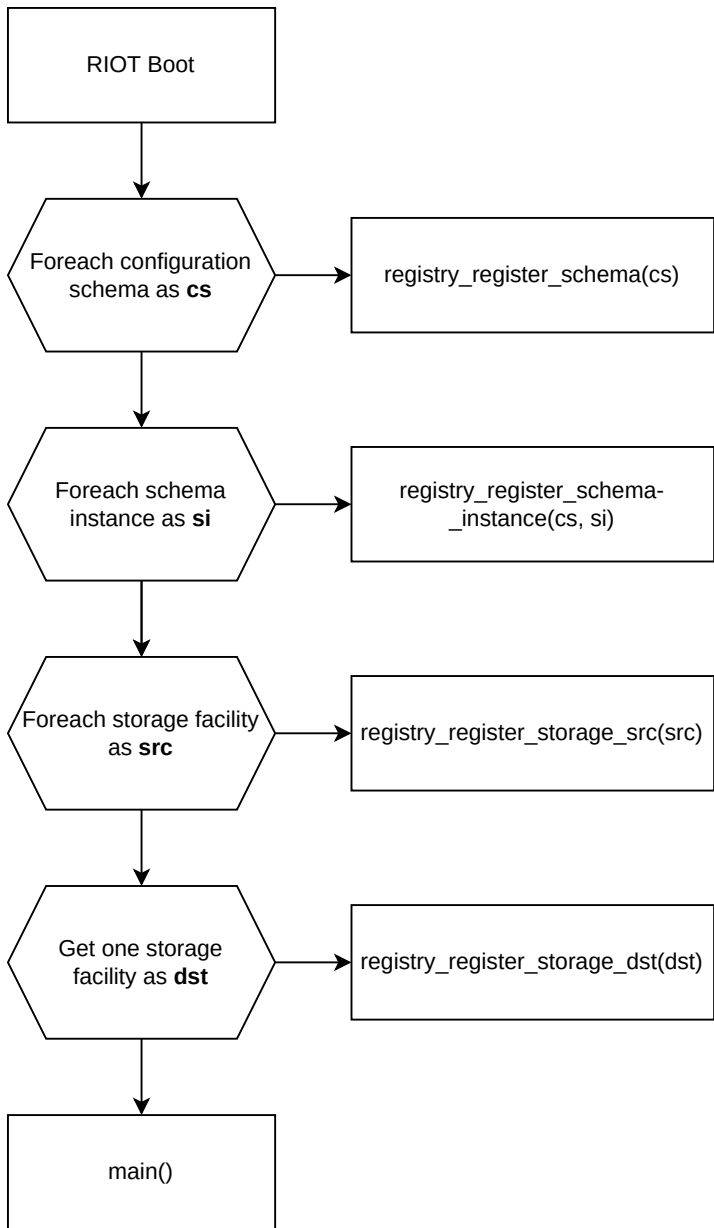 RIOT Boot
Foreach configuration
schema as cs
registry_register_schema(cs)
Foreach schema
instance as si
registry_register_schema-
_instance(cs, si)
Foreach storage facility
as src
registry_register_storage_src(src)
Get one storage
facility as dst
registry_register_storage_dst(dst)
main()